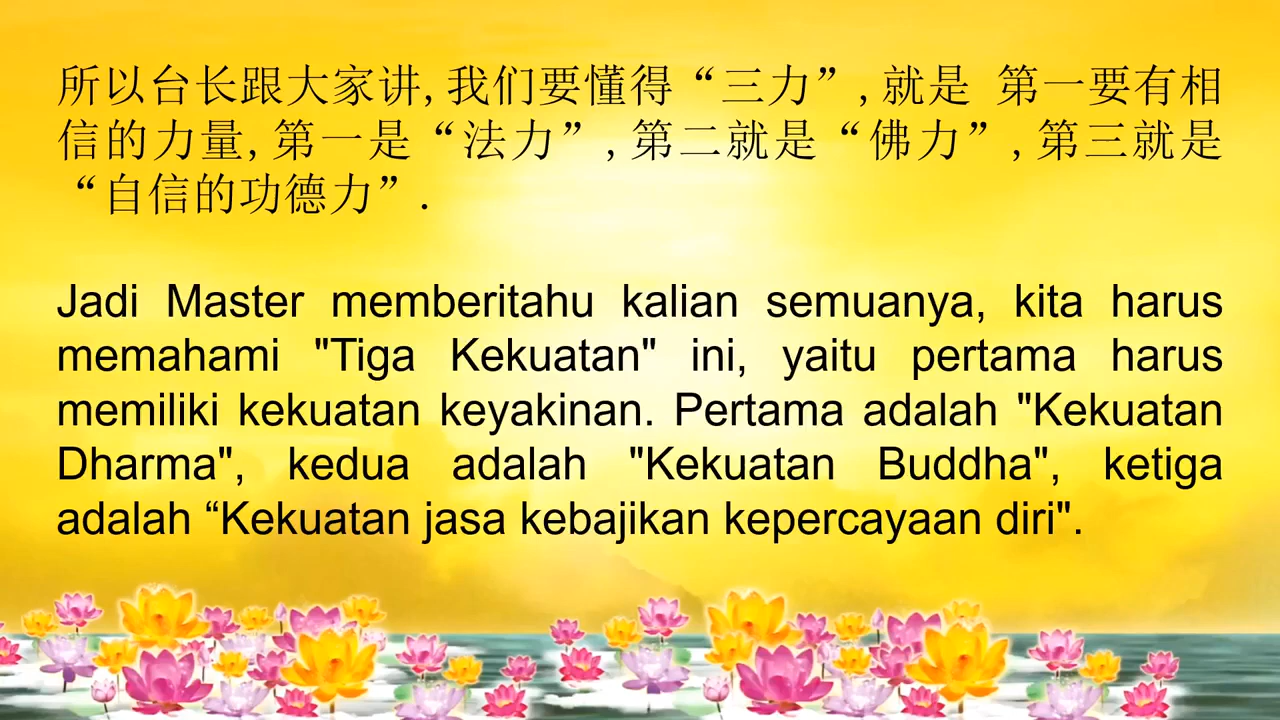 所以台长跟大家讲,我们要懂得“三力”,就是 第一要有相
信的力量,第一是“法力”,第二就是“佛力”,第三就是
“自信的功德力”.
Jadi Master memberitahu kalian semuanya, kita harus
memahami "Tiga Kekuatan" ini, yaitu pertama harus
memiliki kekuatan keyakinan. Pertama adalah "Kekuatan
Dharma", kedua adalah "Kekuatan Buddha", ketiga
adalah “Kekuatan jasa kebajikan kepercayaan diri".